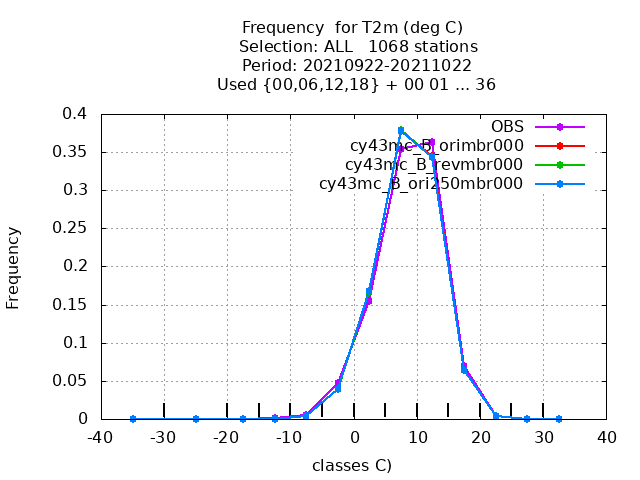 Frequency  for T2m (deg C)
Selection: ALL   1068 stations
Period: 20210922-20211022
Used {00,06,12,18} + 00 01 ... 36
OBS
cy43mc_B_orimbr000
cy43mc_B_revmbr000
cy43mc_B_ori250mbr000
0.4
0.35
0.3
0.25
0.2
0.15
0.1
0.05
0
Frequency
-40 -30 -20 -10 0 10 20 30 40
classes C)